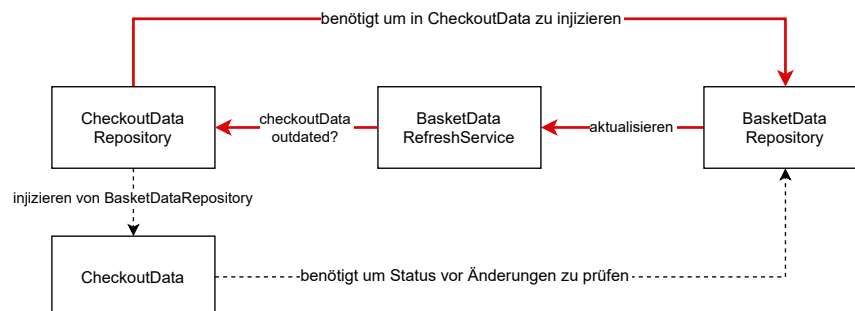 benötigt um in CheckoutData zu injizieren
CheckoutData
Repository
checkoutData
outdated?
BasketData
RefreshService
aktualisieren
BasketData
Repository
injizieren von BasketDataRepository
CheckoutData
benötigt um Status vor Änderungen zu prüfen